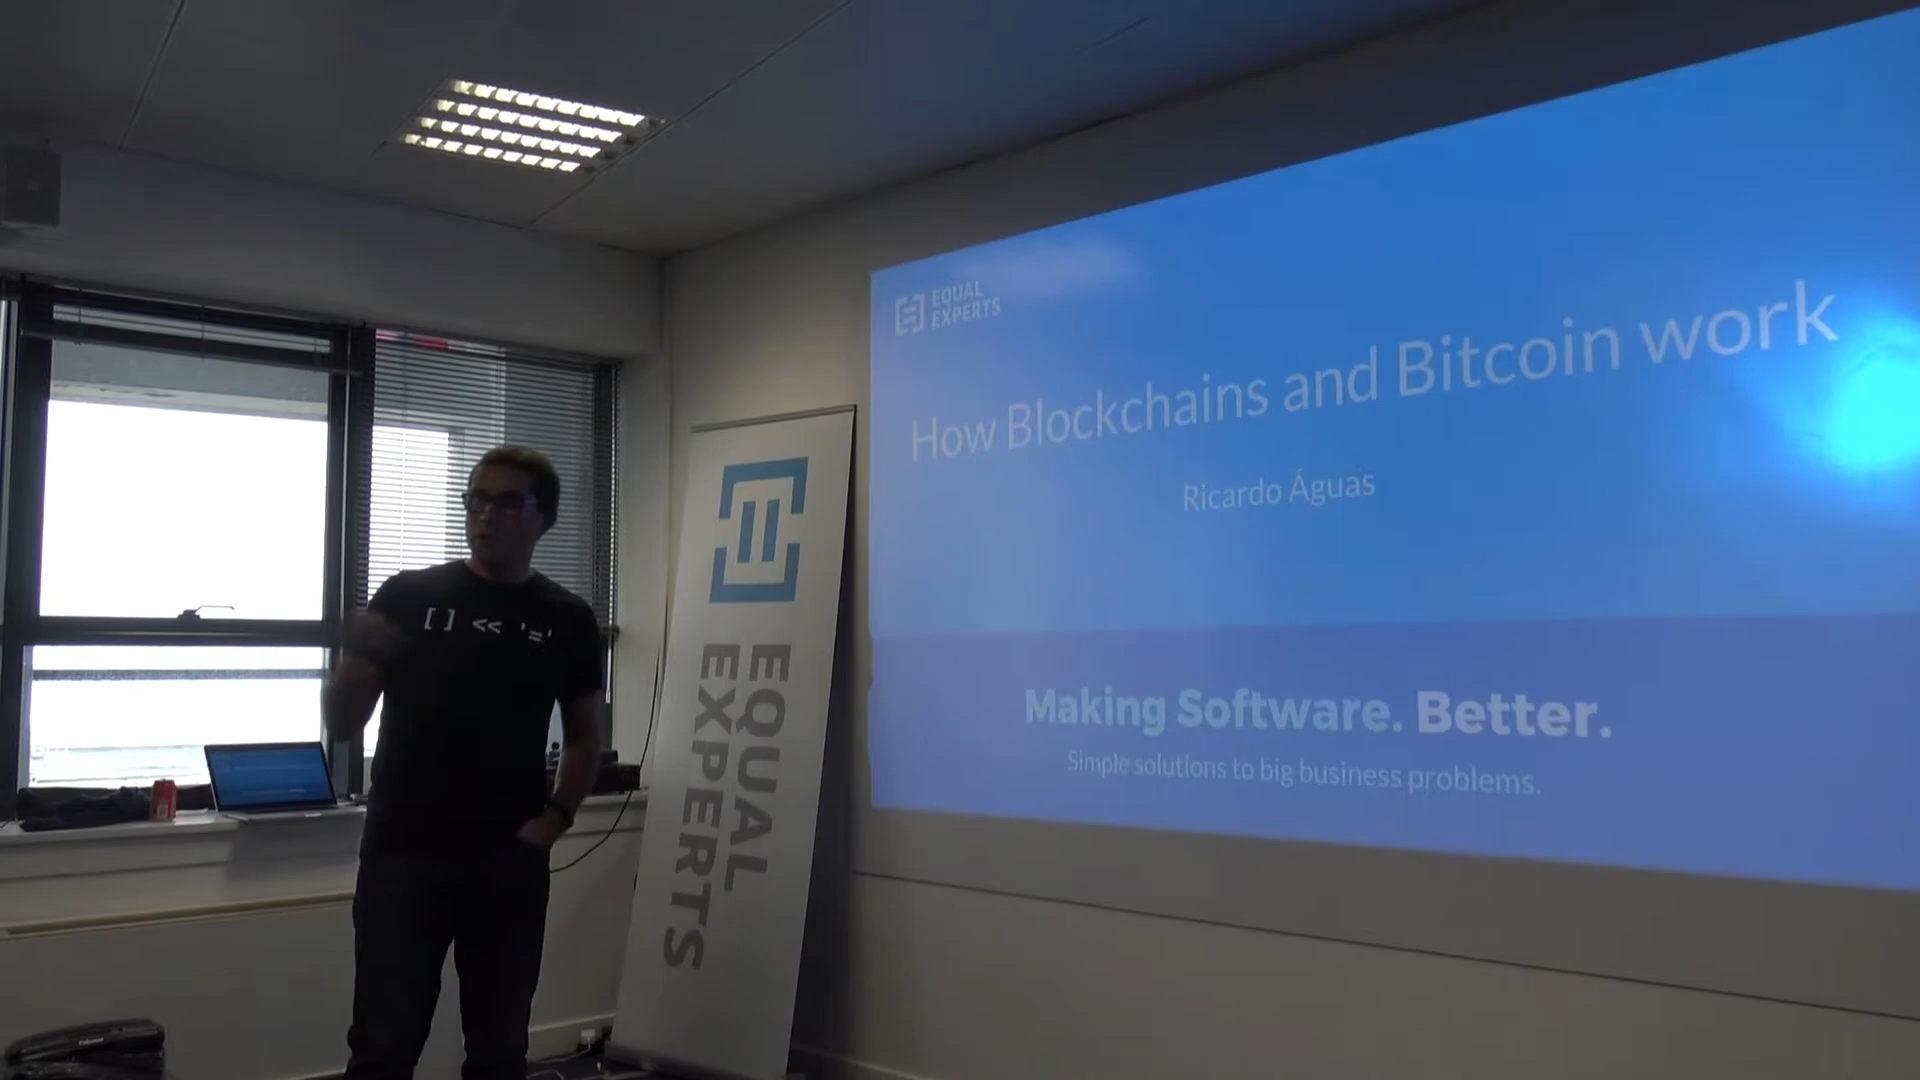 EQUAL
EXPERTS
How Blockchains and Bitcoin work
Ricardo Águas
Making Software. Better.
Simple solutions to big business problems.
[ ] << '='
EQUAL
EXPERTS